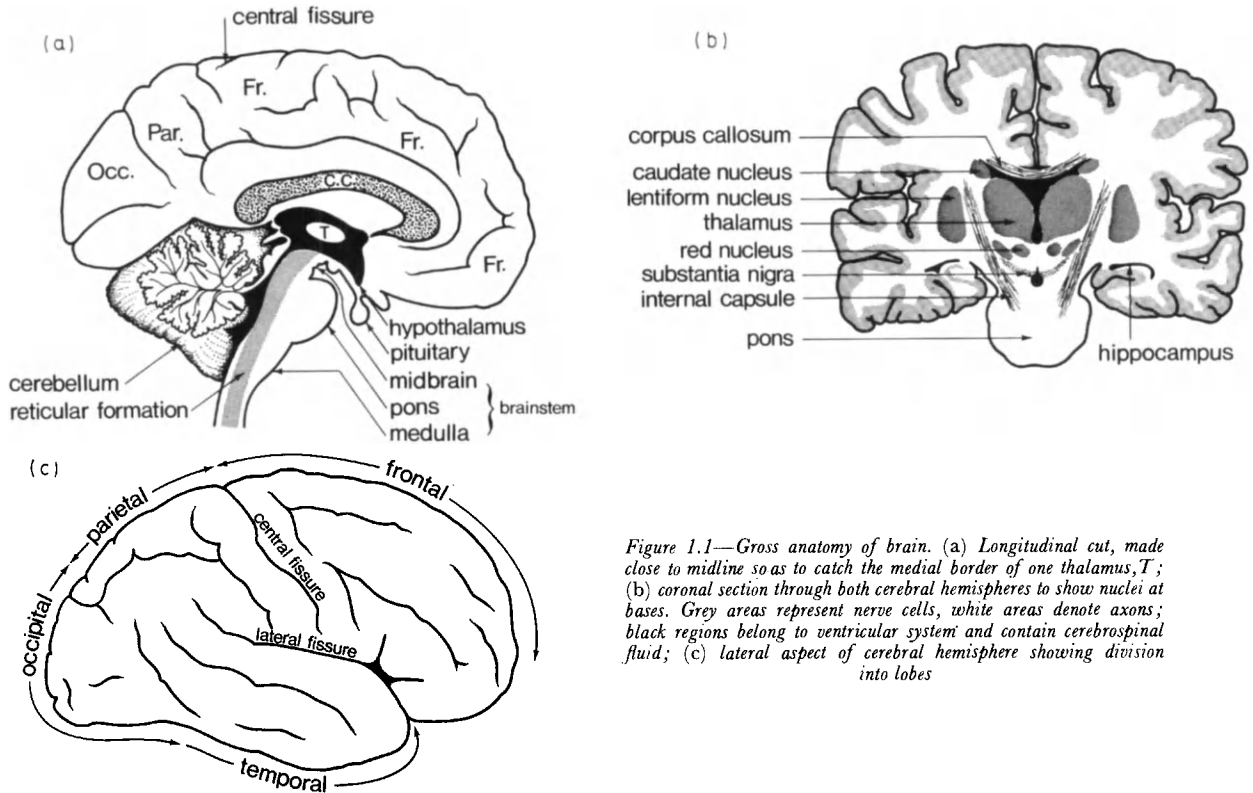 (a)
central fissure
Fr.
Par.
Fr.
Occ.
C.C.
T
Fr.
hypothalamus
pituitary
cerebellum
midbrain
reticular formation
pons
brainstem
medulla
(b)
corpus callosum
caudate nucleus
lentiform nucleus
thalamus
red nucleus
substantia nigra
internal capsule
pons
hippocampus
(c)
frontal
parietal
central fissure
lateral fissure
occipital
temporal
Figure 1.1—Gross anatomy of brain. (a) Longitudinal cut, made
close to midline so as to catch the medial border of one thalamus, T;
(b) coronal section through both cerebral hemispheres to show nuclei at
bases. Grey areas represent nerve cells, white areas denote axons;
black regions belong to ventricular system and contain cerebrospinal
fluid; (c) lateral aspect of cerebral hemisphere showing division
into lobes